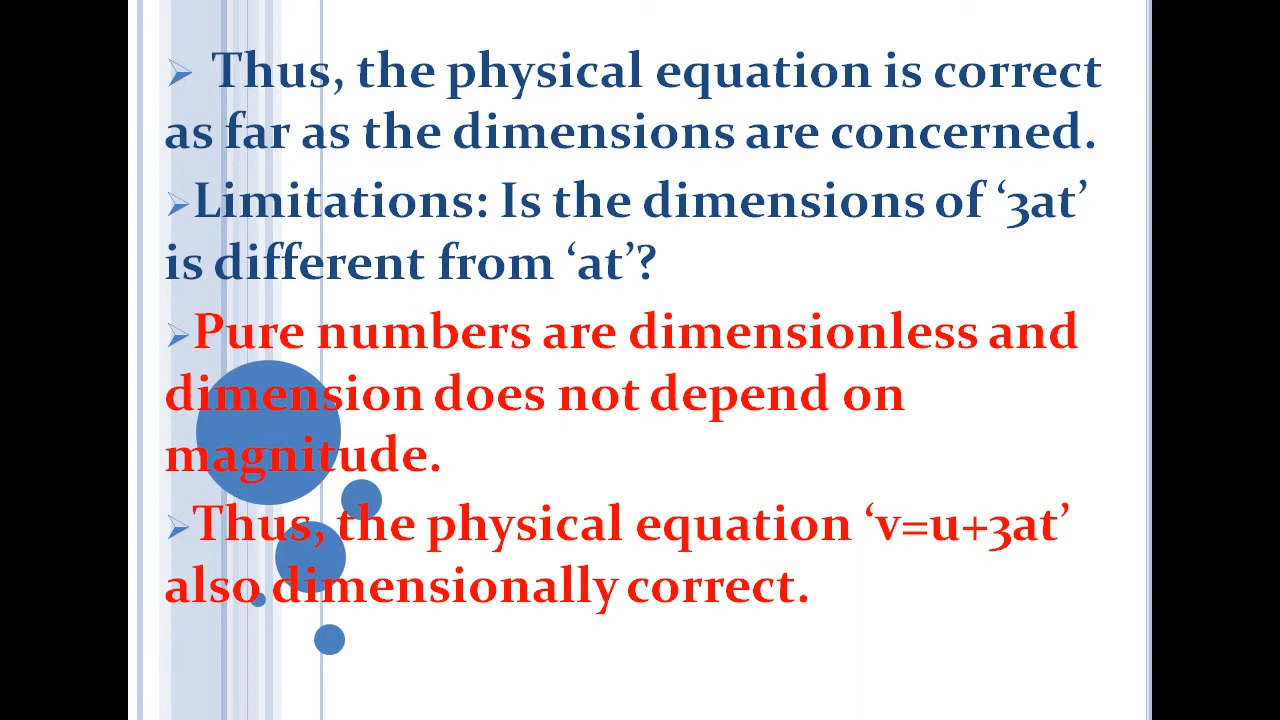 Thus, the physical equation is correct
as far as the dimensions are concerned.
Limitations: Is the dimensions of ‘3at’
is different from ‘at’?
Pure numbers are dimensionless and
dimension does not depend on
magnitude.
Thus, the physical equation ‘v=u+3at’
also dimensionally correct.